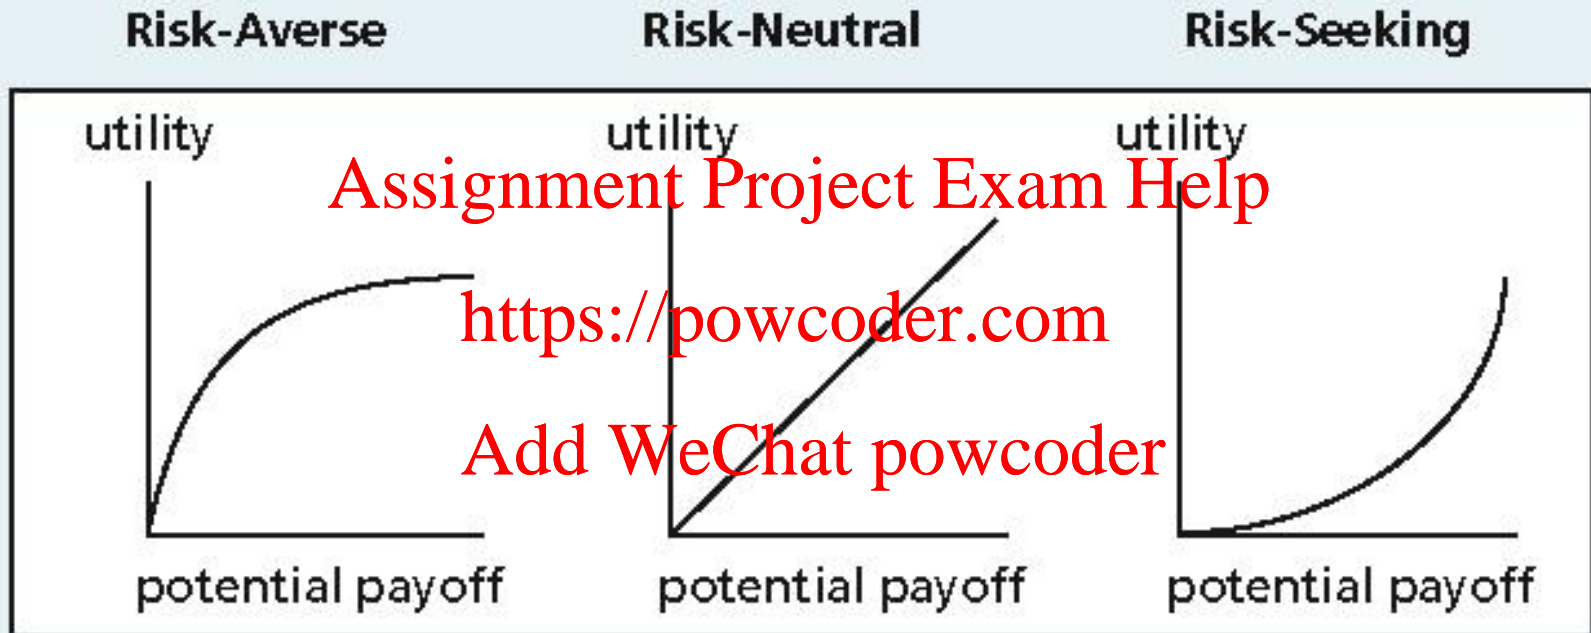 Risk-Averse Risk-Neutral Risk-Seeking
utility utility utility
Assignment Project Exam Help
https://powcoder.com
Add WeChat powcoder
potential payoff potential payoff potential payoff